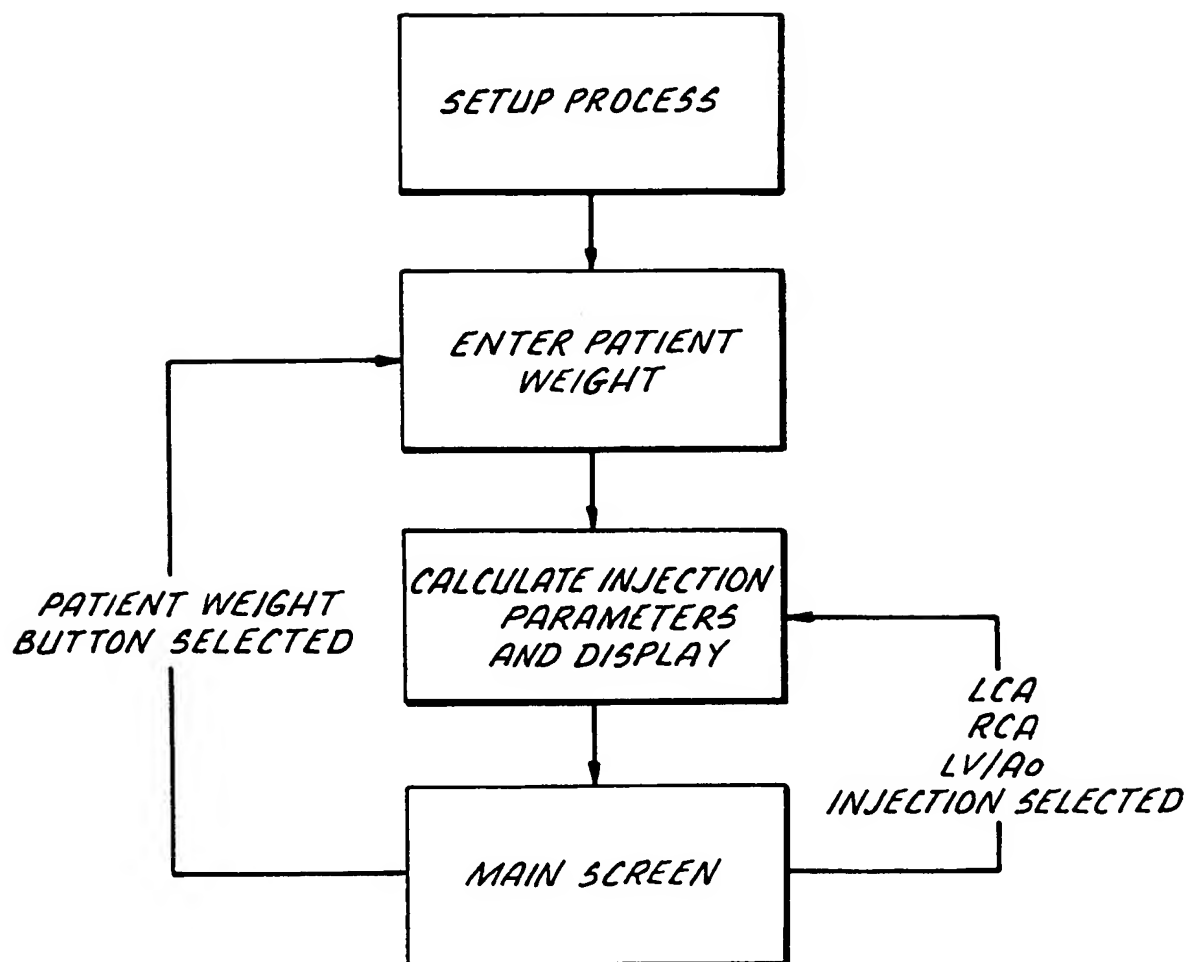 SETUP PROCESS
ENTER PATIENT
WEIGHT
CALCULATE INJECTION
PARAMETERS
AND DISPLAY
PATIENT WEIGHT
BUTTON SELECTED
LCA
RCA
LV/Ao
INJECTION SELECTED
MAIN SCREEN